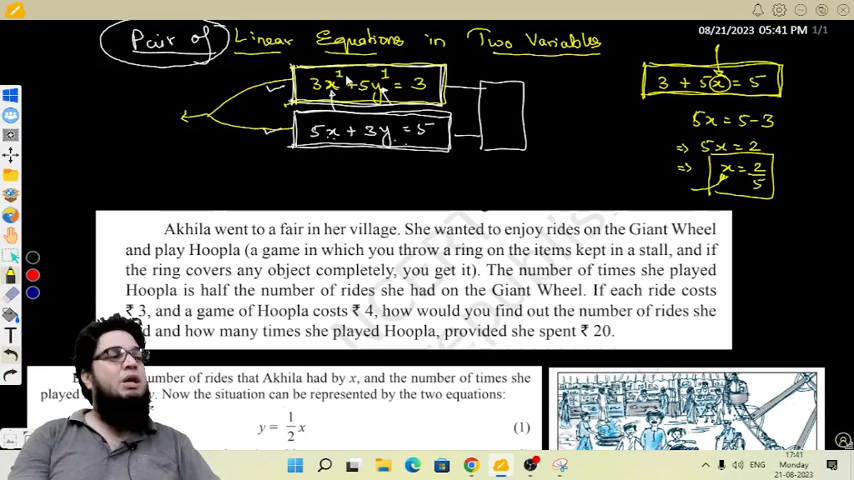 08/21/2023 05:41 PM 1/1
Pair of Linear Equations in Two Variables
3x¹ + 5y¹ = 3
5x + 3y = 5
3 + 5x = 5
5x = 5-3
⇒ 5x = 2
⇒ x = 2/5
Akhila went to a fair in her village. She wanted to enjoy rides on the Giant Wheel
and play Hoopla (a game in which you throw a ring on the items kept in a stall, and if
the ring covers any object completely, you get it). The number of times she played
Hoopla is half the number of rides she had on the Giant Wheel. If each ride costs
₹ 3, and a game of Hoopla costs ₹ 4, how would you find out the number of rides she
and how many times she played Hoopla, provided she spent ₹ 20.
umber of rides that Akhila had by x, and the number of times she
played Now the situation can be represented by the two equations:
y = 1/2 x (1)
T
ENG
17:41
Monday
21-08-2023